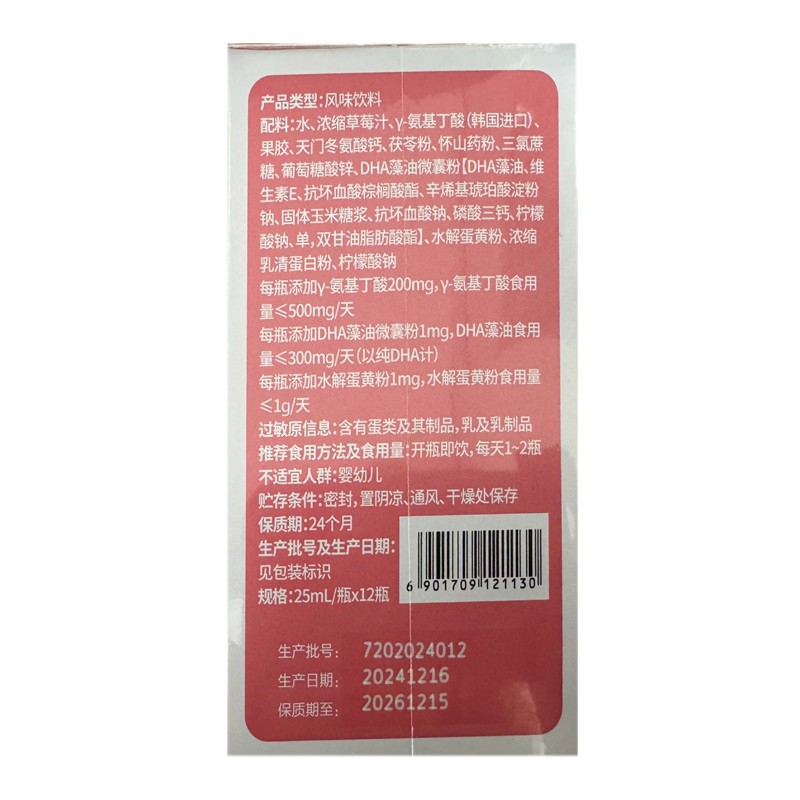 产品类型:风味饮料
配料:水、浓缩草莓汁、γ-氨基丁酸(韩国进口)、
果胶、天门冬氨酸钙、茯苓粉、怀山药粉、三氯蔗
糖、葡萄糖酸锌、DHA藻油微囊粉【DHA藻油、维
生素E、抗坏血酸棕榈酸酯、辛烯基琥珀酸淀粉
钠、固体玉米糖浆、抗坏血酸钠、磷酸三钙、柠檬
酸钠、单,双甘油脂肪酸酯】、水解蛋黄粉、浓缩
乳清蛋白粉、柠檬酸钠
每瓶添加γ-氨基丁酸200mg,γ-氨基丁酸食用
量≤500mg/天
每瓶添加DHA藻油微囊粉1mg,DHA藻油食用
量≤300mg/天(以纯DHA计)
每瓶添加水解蛋黄粉1mg,水解蛋黄粉食用量
≤1g/天
过敏原信息:含有蛋类及其制品,乳及乳制品
推荐食用方法及食用量:开瓶即饮,每天1~2瓶
不适宜人群:婴幼儿
贮存条件:密封,置阴凉、通风、干燥处保存
保质期:24个月
生产批号及生产日期:
见包装标识
规格:25mL/瓶x12瓶
6 901709 121130
生产批号: 7202024012
生产日期: 20241216
保质期至: 20261215